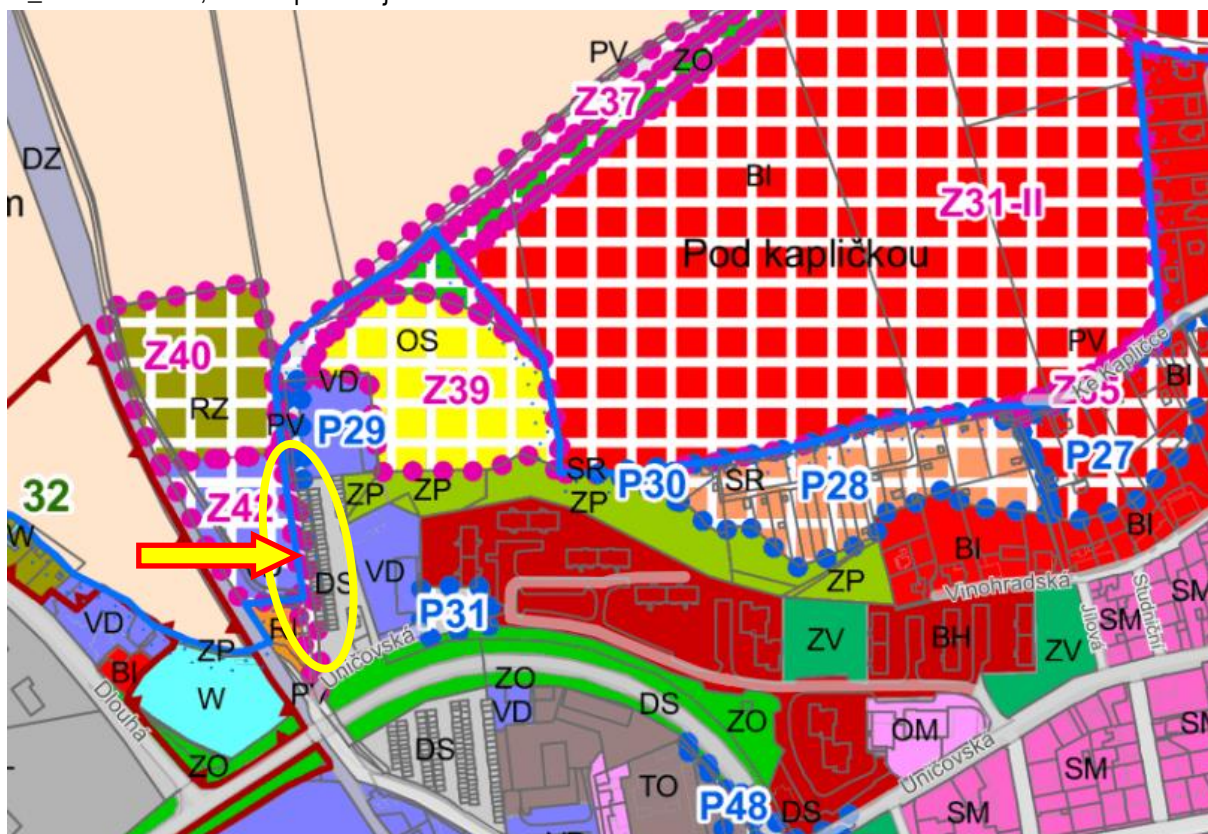 PV
ZO
Z37
DZ
m
BI
Z31-II
Pod kapličkou
OS
Z40
Z39
VD
PV
Ke Kapličce
Z35
BI
RZ
PV
P29
SR
P30
SR
P28
P27
ZP
ZP
ZP
32
Z42
W
DS
VD
BI
BI
ZP
Vinohradská
VD
P31
Jílová
Studniční
SM
SM
ZP
ZV
BH
ZV
BI
W
Uničovská
Dlouhá
ZO
VD
DS
ZO
OM
DS
ZO
Uničovská
SM
TO
P48
DS
SM